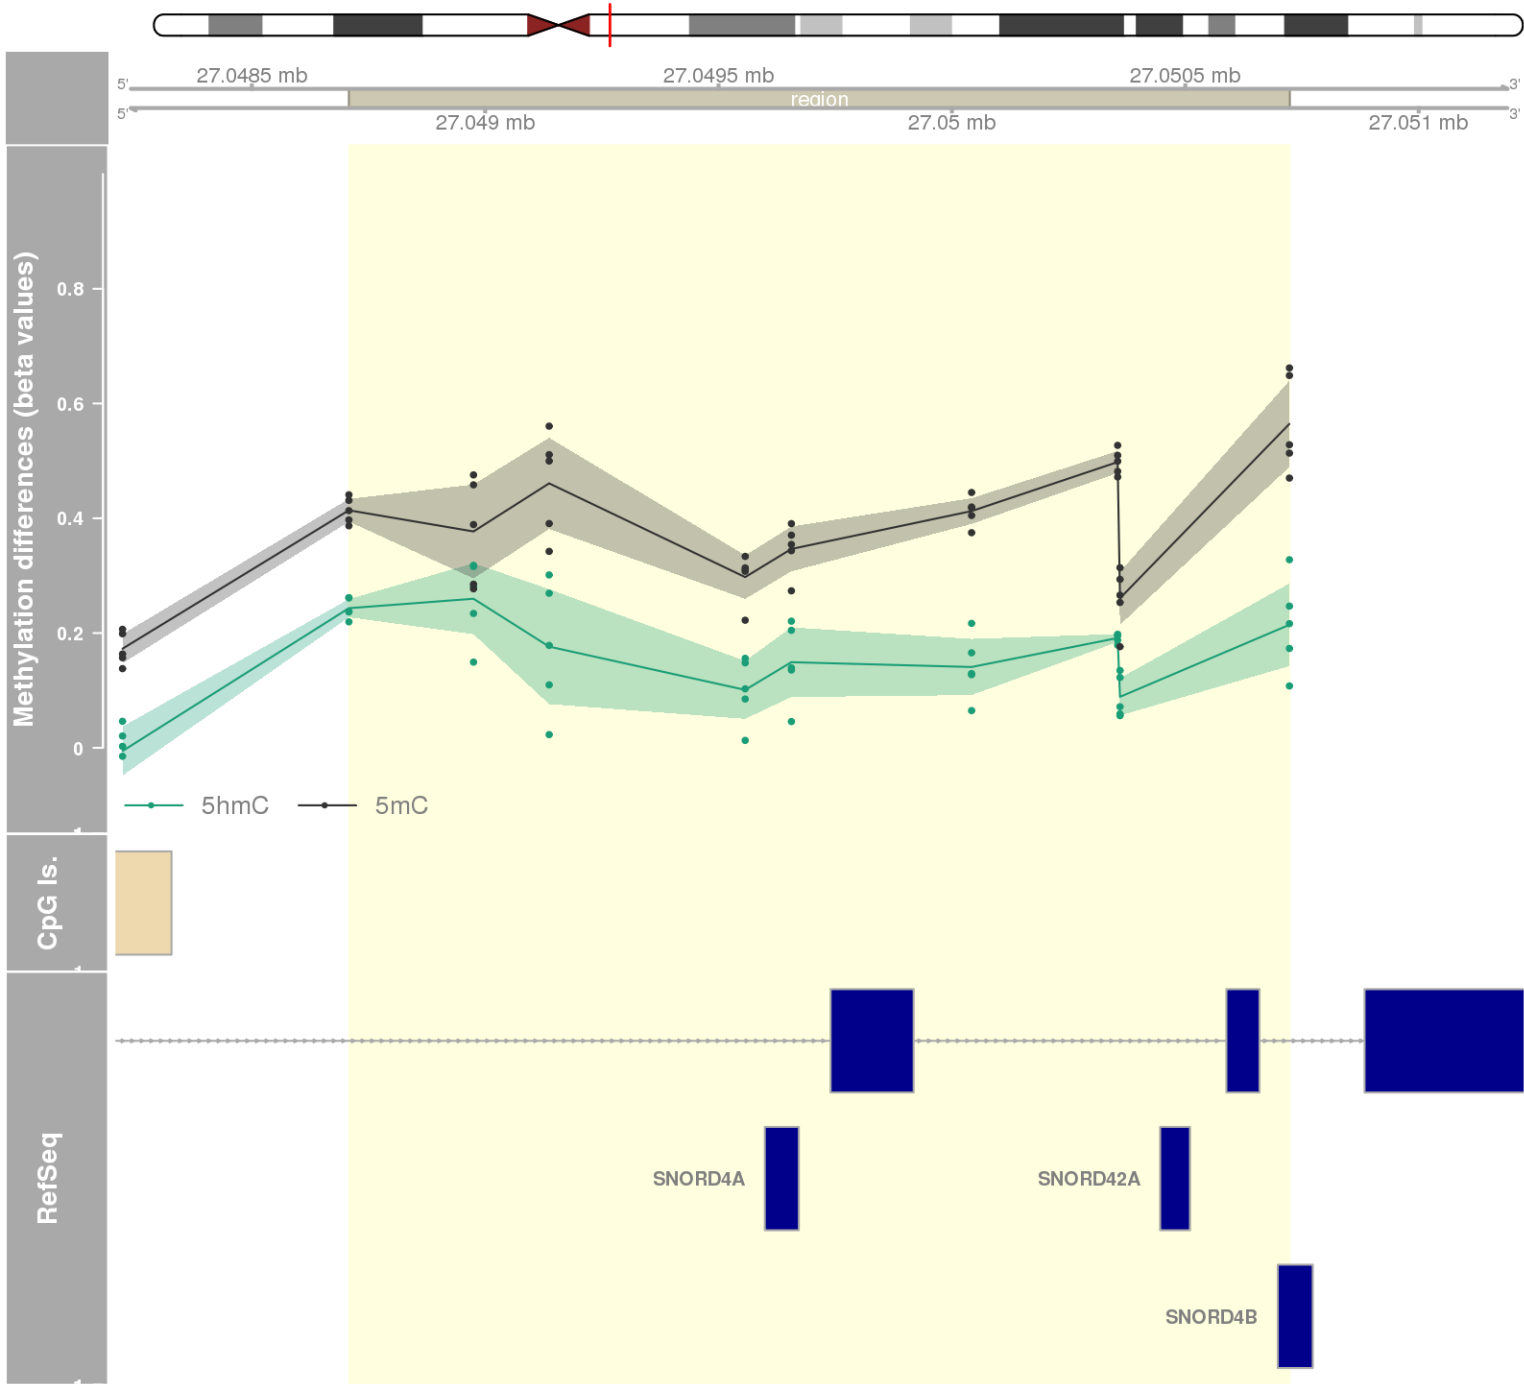 27.0485 mb
27.0495 mb
27.0505 mb
5'
3'
region
5'
3'
27.049 mb
27.05 mb
27.051 mb
Methylation differences (beta values)
0.8
0.6
0.4
0.2
0
5hmC
5mC
CpG Is.
RefSeq
SNORD4A
SNORD42A
SNORD4B